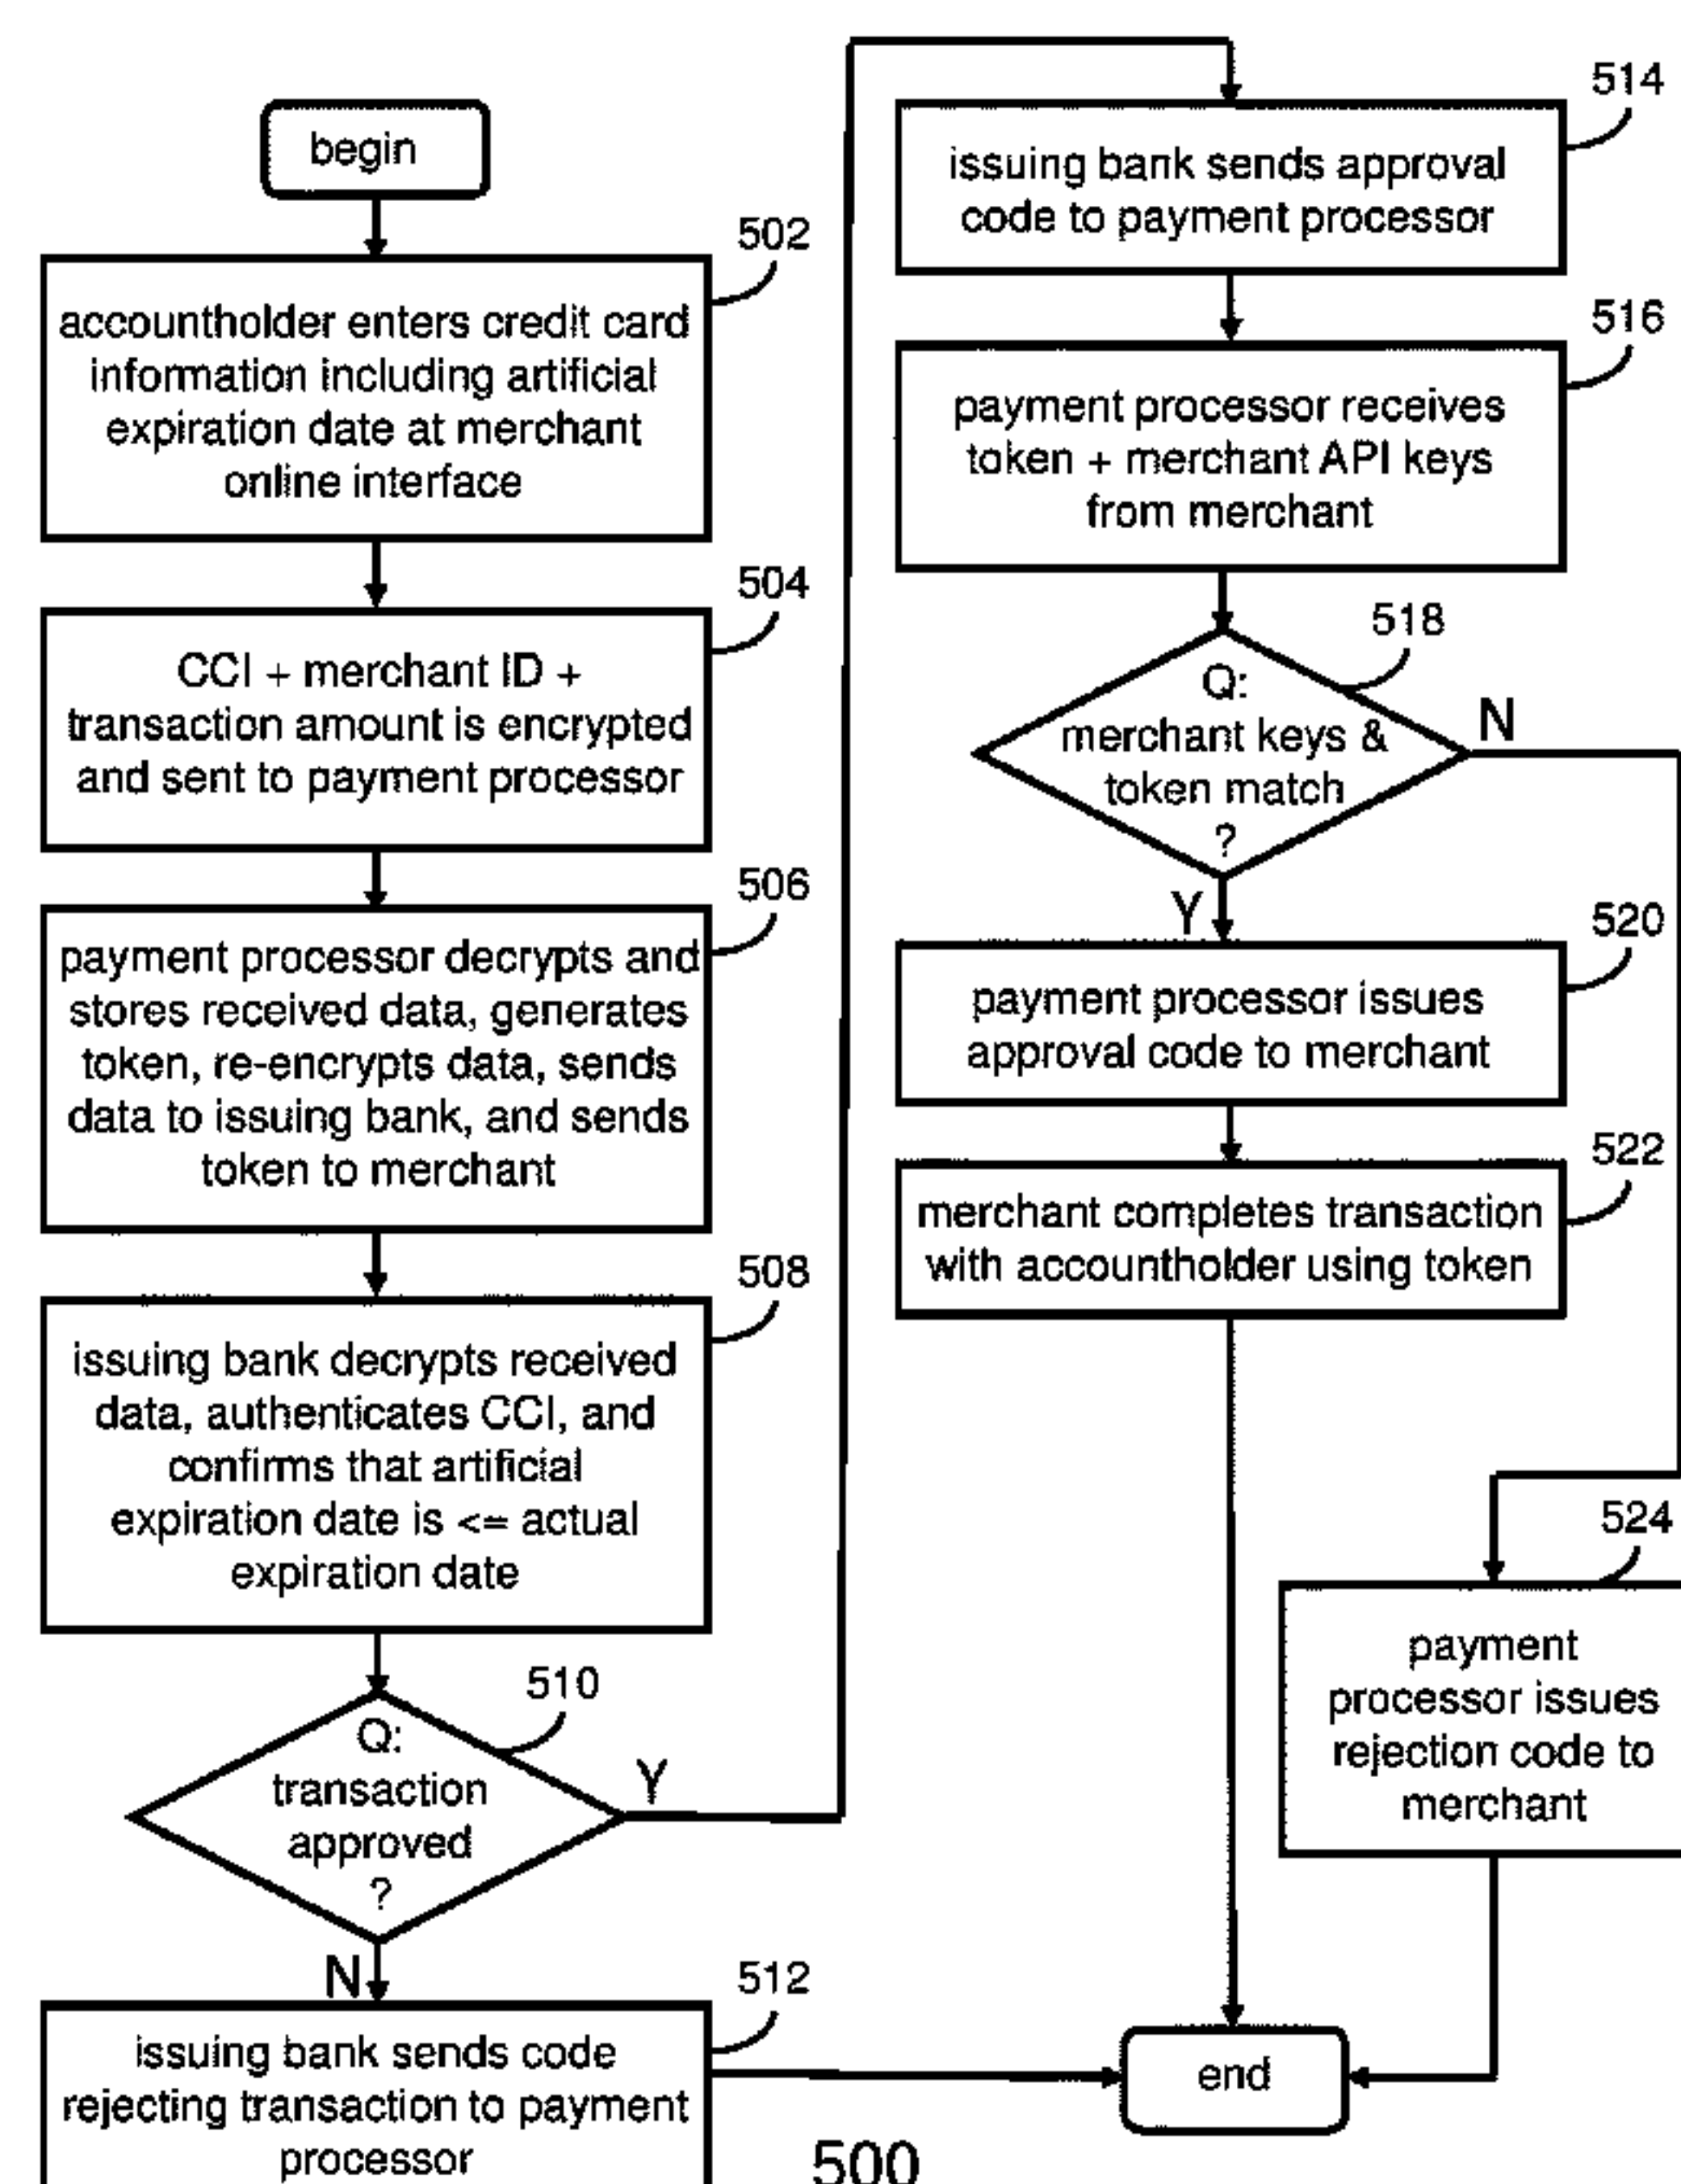 begin
502
accountholder enters credit card
information including artificial
expiration date at merchant
online interface
504
CCI + merchant ID +
transaction amount is encrypted
and sent to payment processor
506
payment processor decrypts and
stores received data, generates
token, re-encrypts data, sends
data to issuing bank, and sends
token to merchant
508
issuing bank decrypts received
data, authenticates CCI, and
confirms that artificial
expiration date is <= actual
expiration date
510
Q:
transaction
approved
?
Y
N
512
issuing bank sends code
rejecting transaction to payment
processor
514
issuing bank sends approval
code to payment processor
516
payment processor receives
token + merchant API keys
from merchant
518
Q:
merchant keys &
token match
?
N
Y
520
payment processor issues
approval code to merchant
522
merchant completes transaction
with accountholder using token
524
payment
processor issues
rejection code to
merchant
end
500